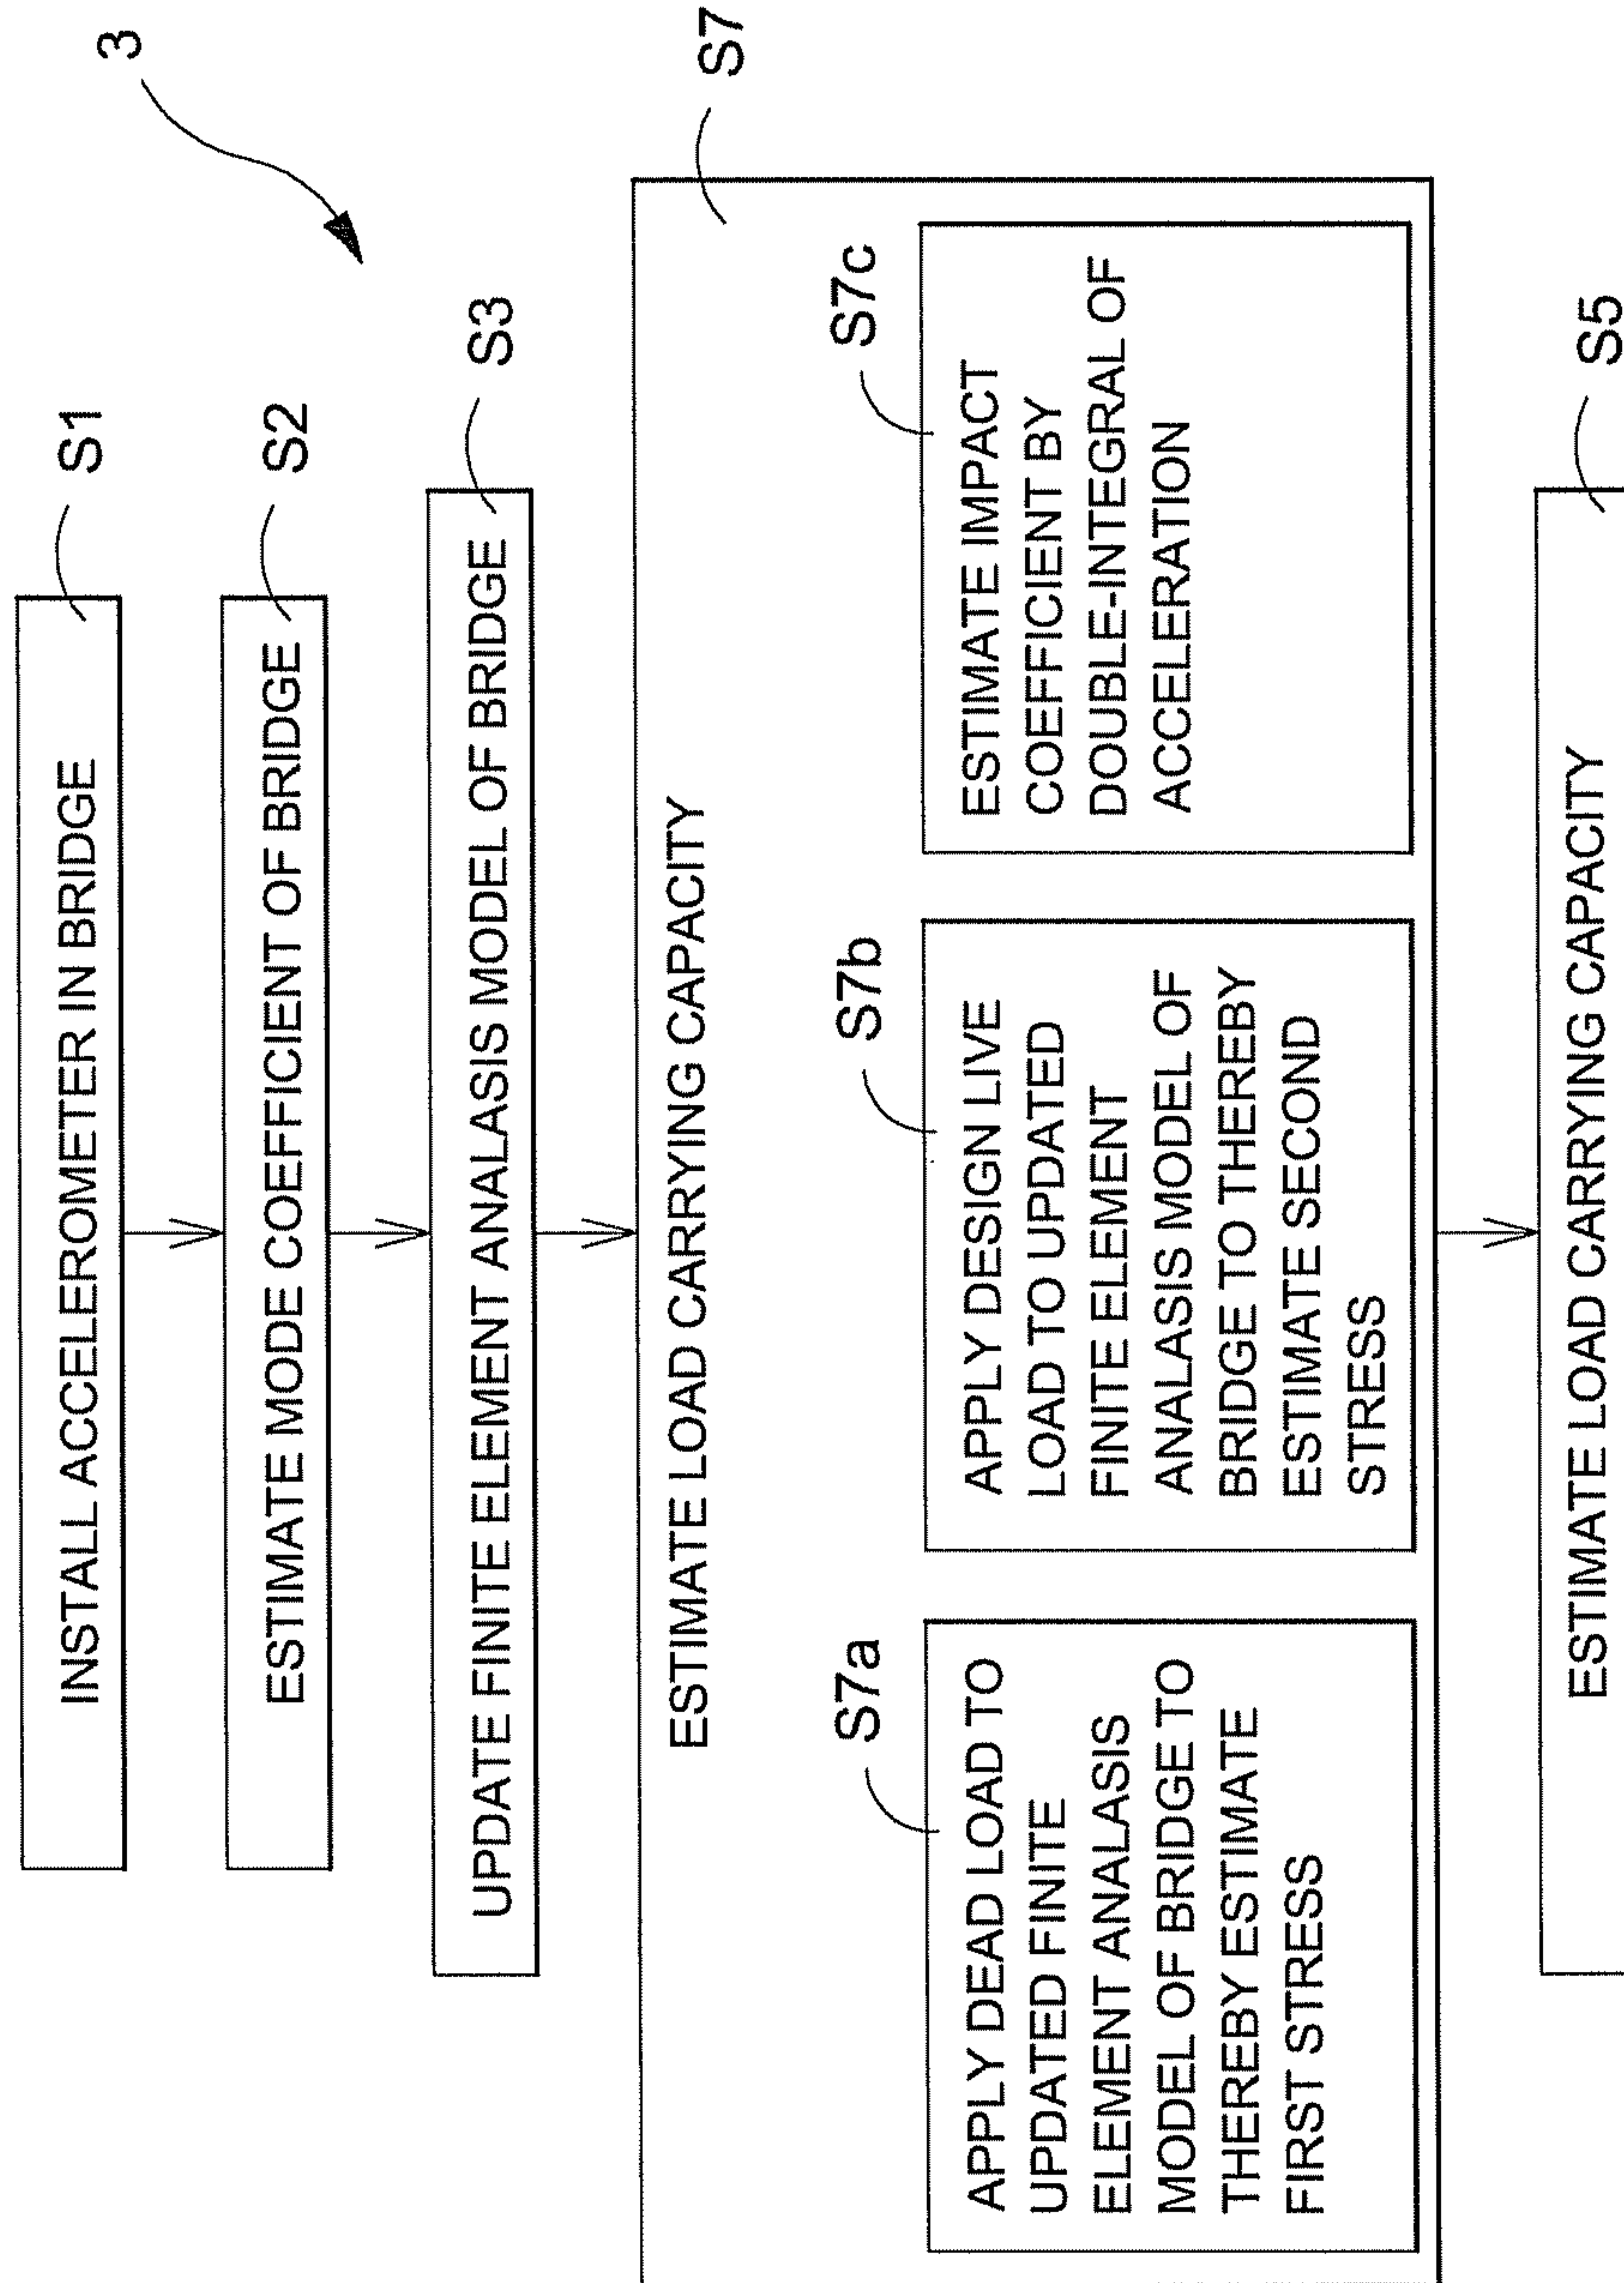 3
INSTALL ACCELEROMETER IN BRIDGE
S1
ESTIMATE MODE COEFFICIENT OF BRIDGE
S2
UPDATE FINITE ELEMENT ANALASIS MODEL OF BRIDGE
S3
ESTIMATE LOAD CARRYING CAPACITY
S7
S7a
APPLY DEAD LOAD TO
UPDATED FINITE
ELEMENT ANALASIS
MODEL OF BRIDGE TO
THEREBY ESTIMATE
FIRST STRESS
S7b
APPLY DESIGN LIVE
LOAD TO UPDATED
FINITE ELEMENT
ANALASIS MODEL OF
BRIDGE TO THEREBY
ESTIMATE SECOND
STRESS
S7c
ESTIMATE IMPACT
COEFFICIENT BY
DOUBLE-INTEGRAL OF
ACCELERATION
ESTIMATE LOAD CARRYING CAPACITY
S5